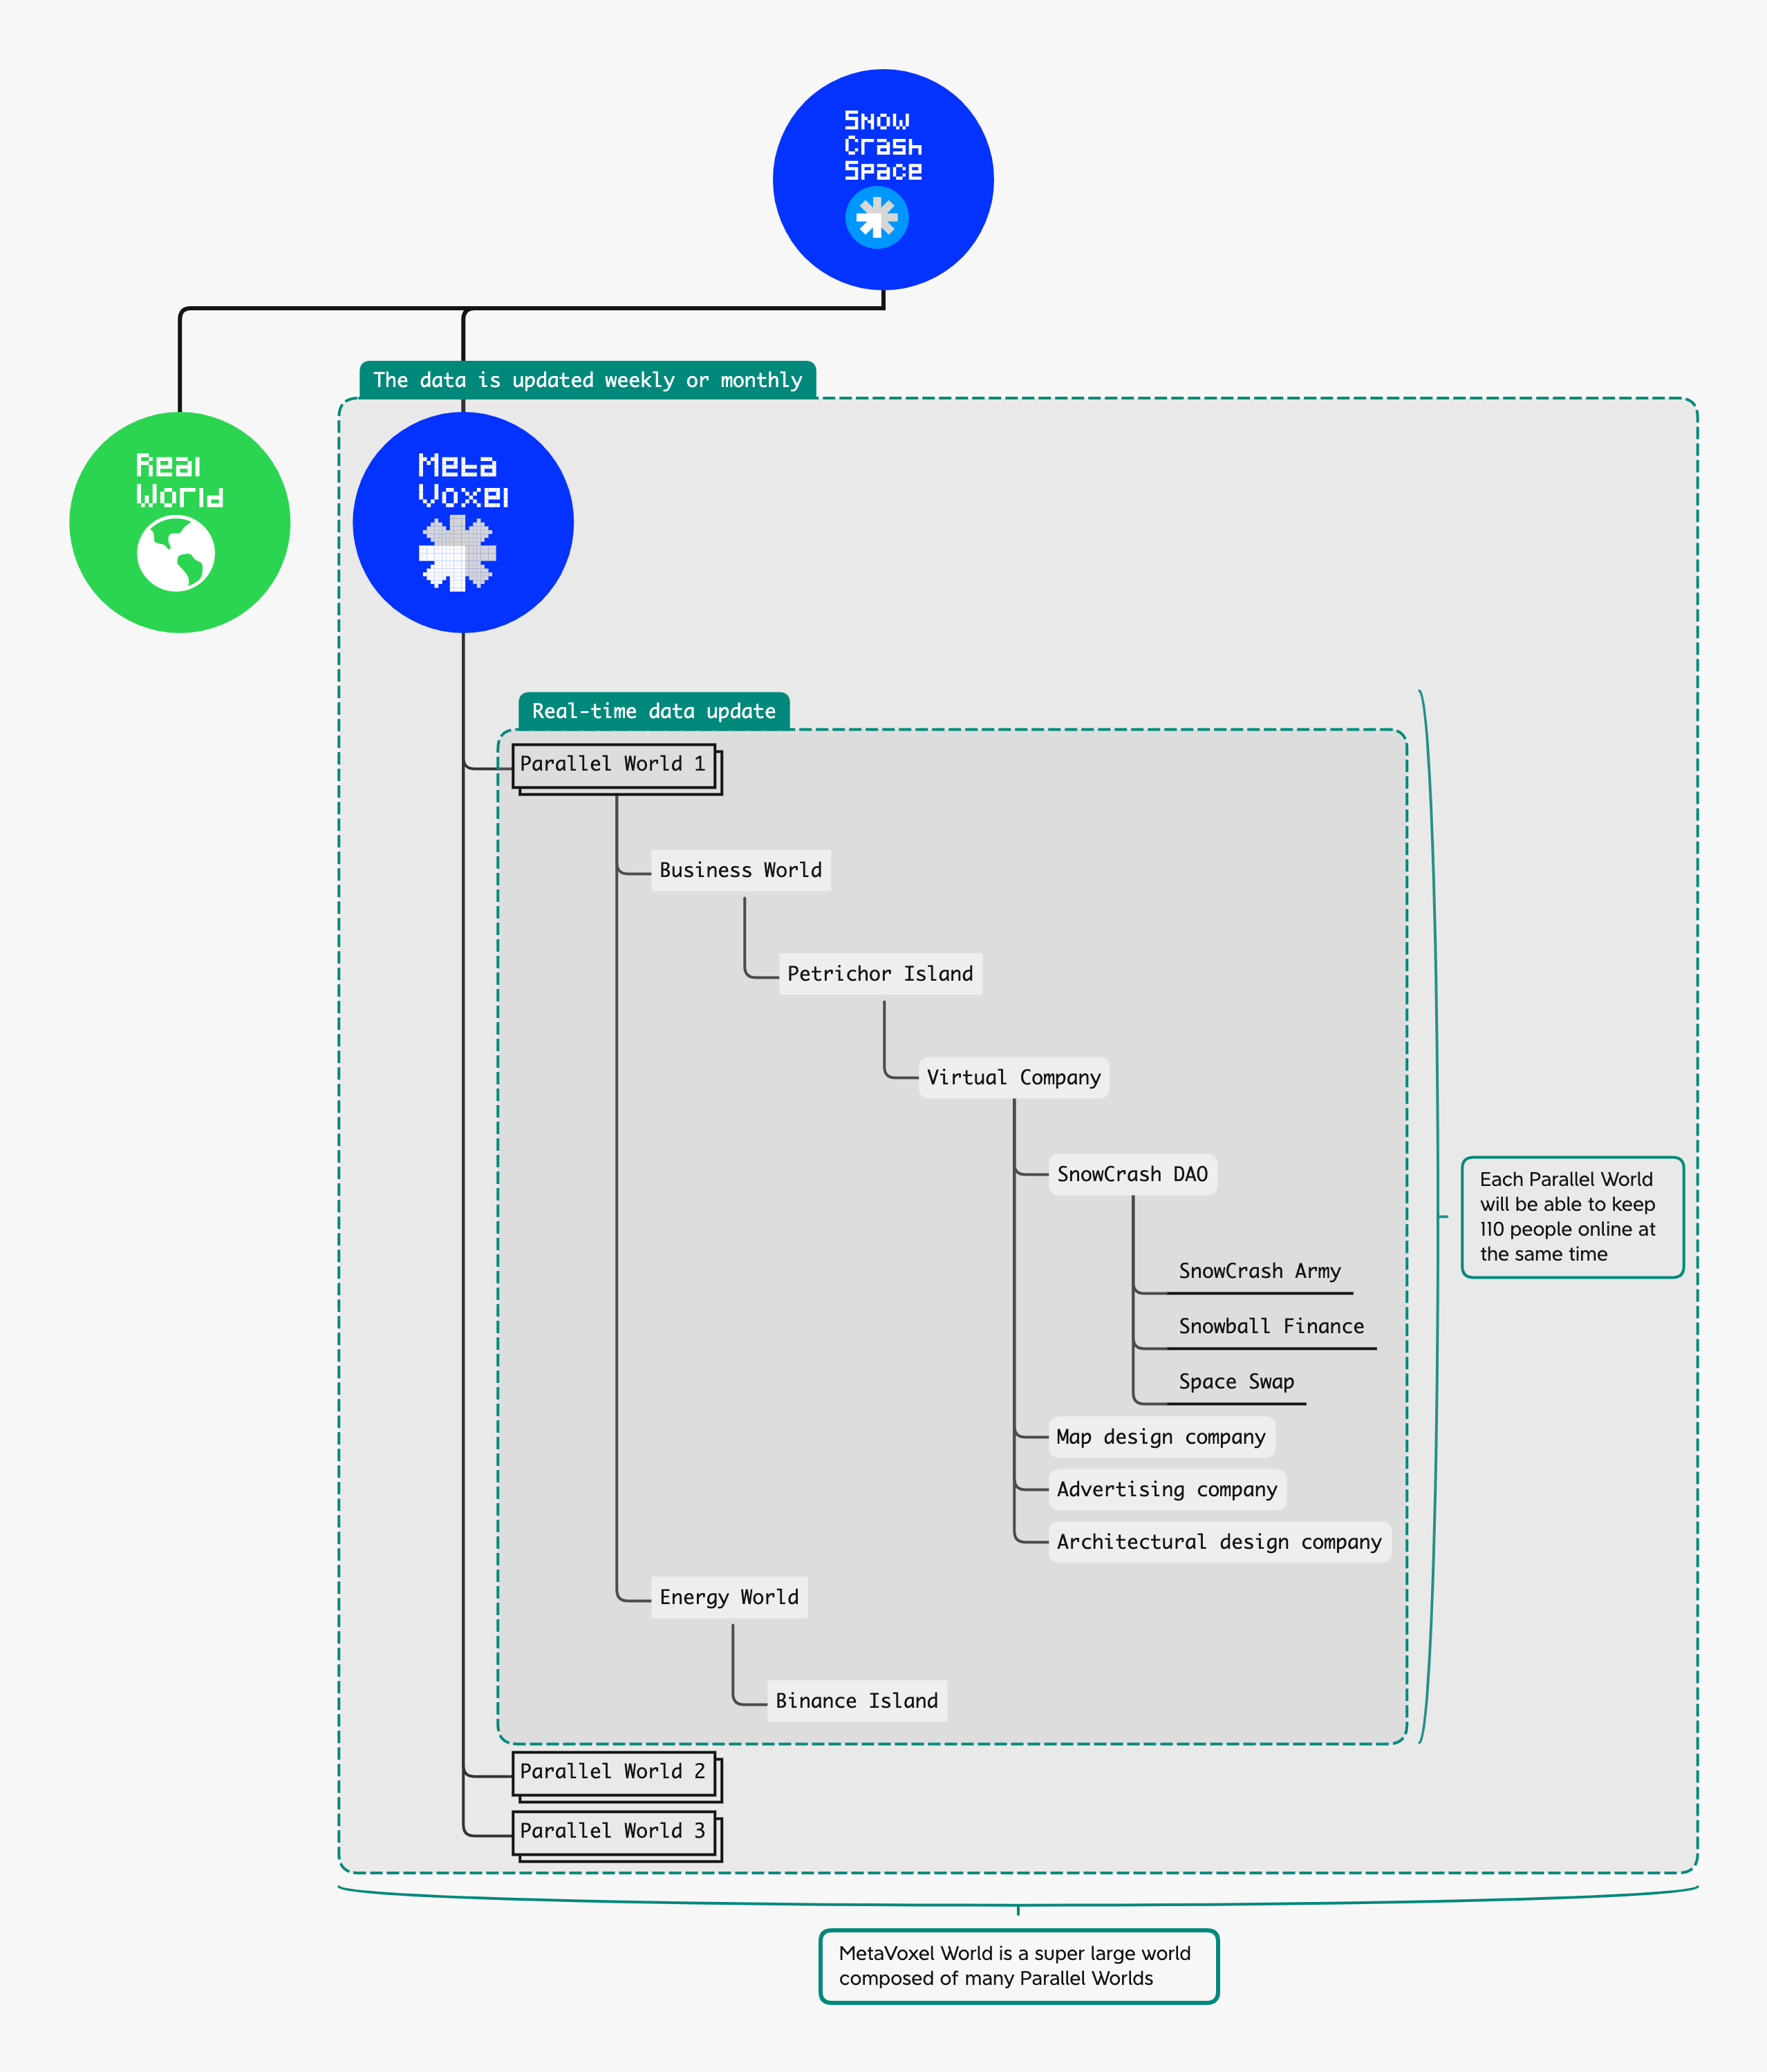 Snow
Crash
Space
The data is updated weekly or monthly
Real
World
Meta
Voxel
Real-time data update
Parallel World 1
Business World
Petrichor Island
Virtual Company
SnowCrash DAO
Each Parallel World
will be able to keep
110 people online at
the same time
SnowCrash Army
Snowball Finance
Space Swap
Map design company
Advertising company
Architectural design company
Energy World
Binance Island
Parallel World 2
Parallel World 3
MetaVoxel World is a super large world
composed of many Parallel Worlds